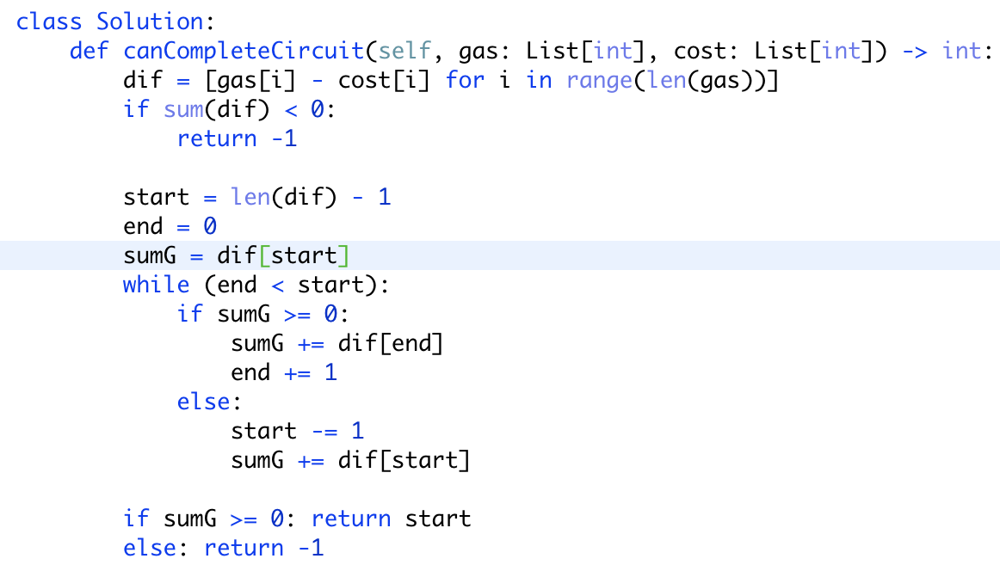 class Solution:
    def canCompleteCircuit(self, gas: List[int], cost: List[int]) -> int:
        dif = [gas[i] - cost[i] for i in range(len(gas))]
        if sum(dif) < 0:
            return -1

        start = len(dif) - 1
        end = 0
        sumG = dif[start]
        while (end < start):
            if sumG >= 0:
                sumG += dif[end]
                end += 1
            else:
                start -= 1
                sumG += dif[start]

        if sumG >= 0: return start
        else: return -1